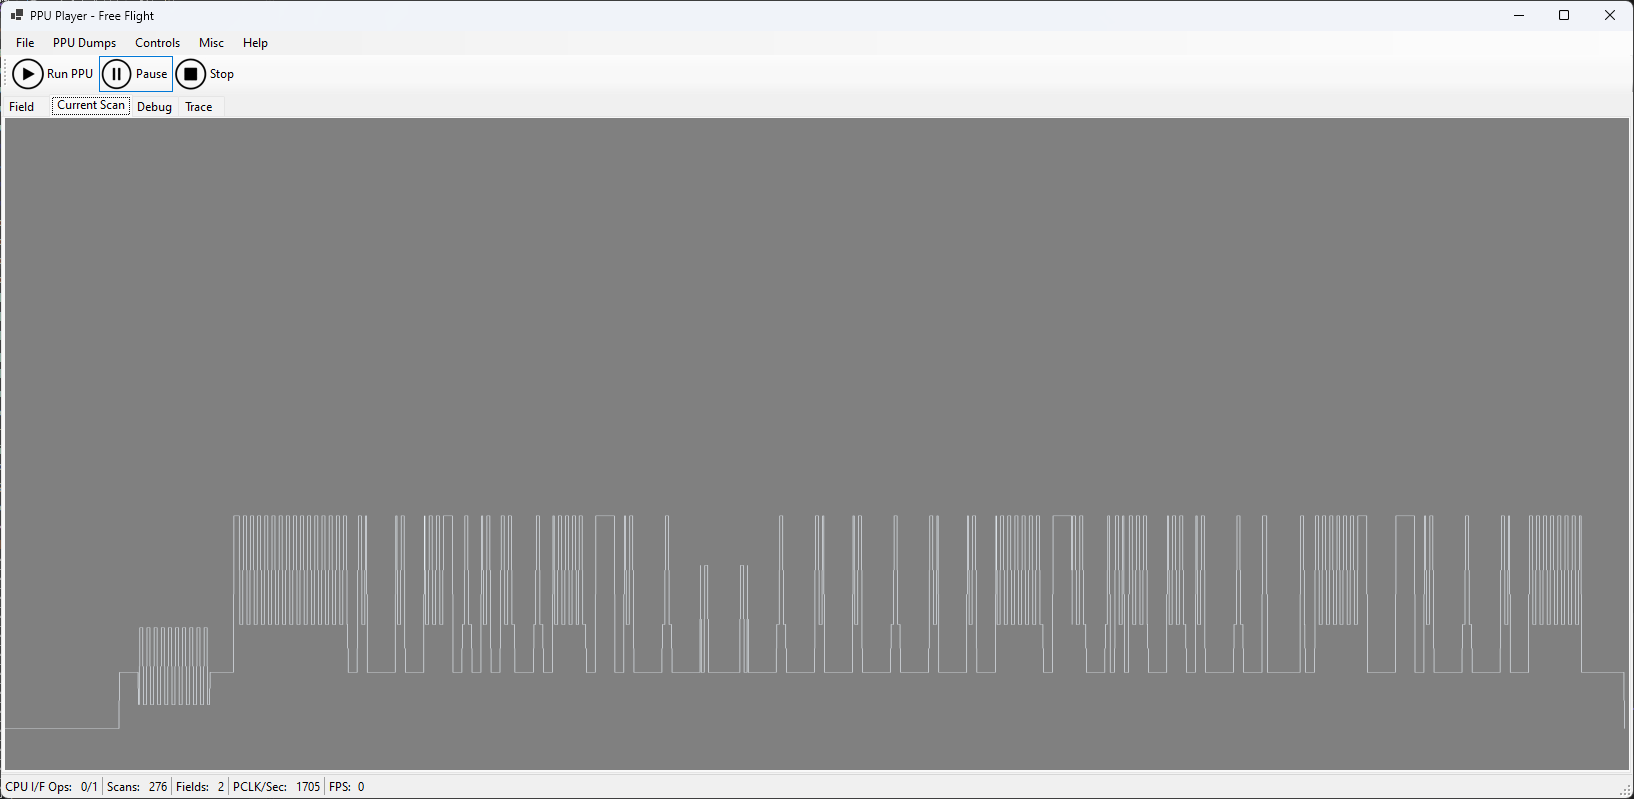 PPU Player - Free Flight
File PPU Dumps Controls Misc Help
Run PPU Pause Stop
Field Current Scan Debug Trace
CPU I/F Ops: 0/1 Scans: 276 Fields: 2 PCLK/Sec: 1705 FPS: 0